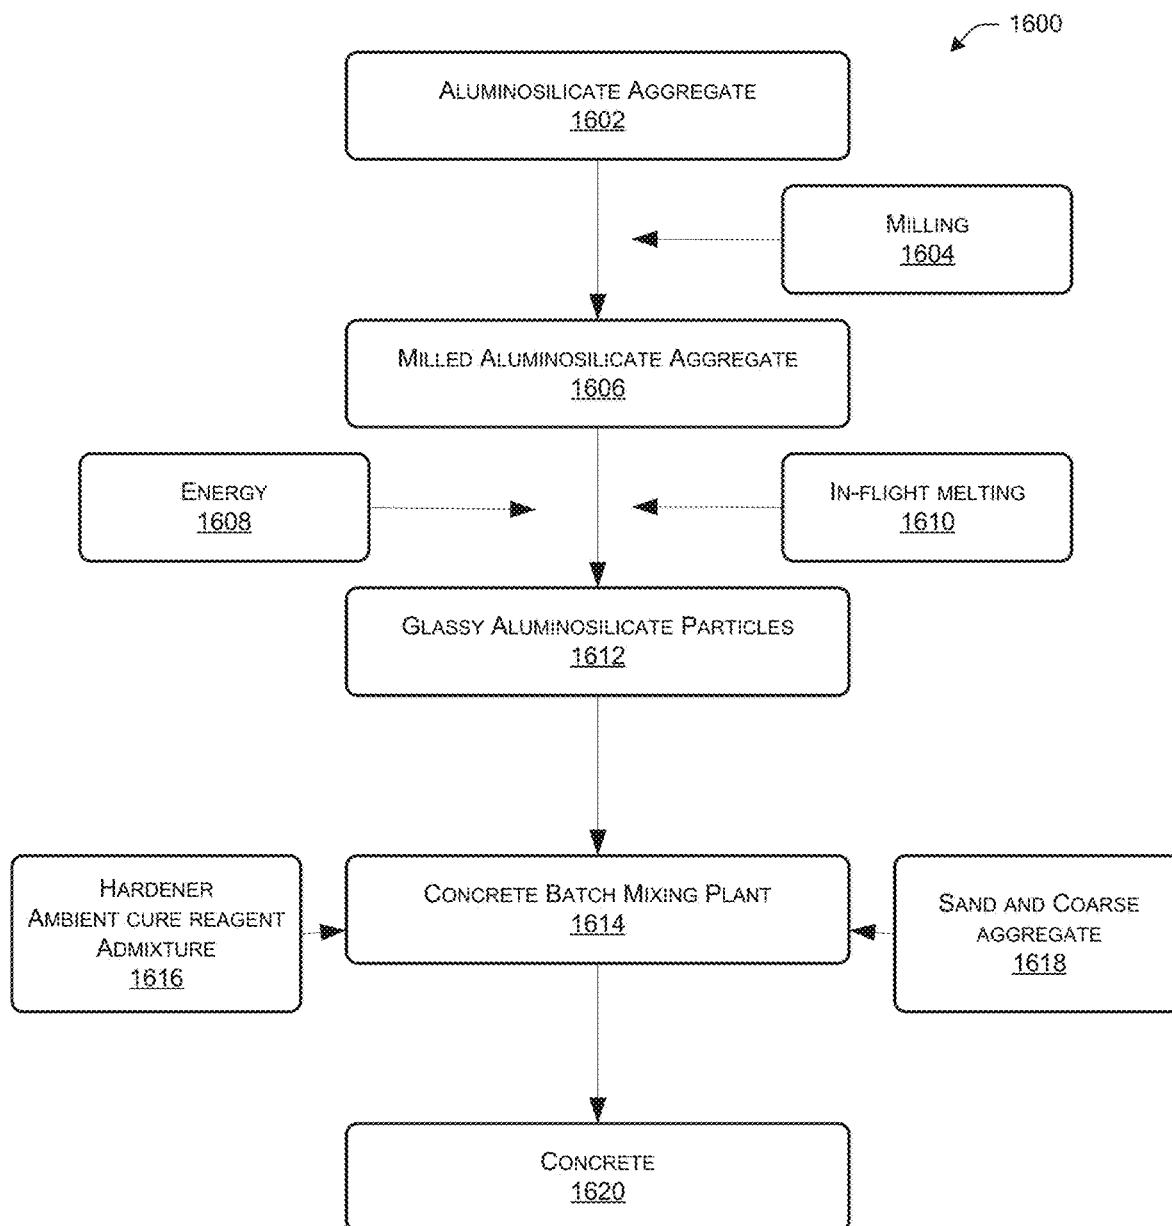 1600
ALUMINOSILICATE AGGREGATE
1602
MILLING
1604
MILLED ALUMINOSILICATE AGGREGATE
1606
ENERGY
1608
IN-FLIGHT MELTING
1610
GLASSY ALUMINOSILICATE PARTICLES
1612
HARDENER
AMBIENT CURE REAGENT
ADMIXTURE
1616
CONCRETE BATCH MIXING PLANT
1614
SAND AND COARSE
AGGREGATE
1618
CONCRETE
1620